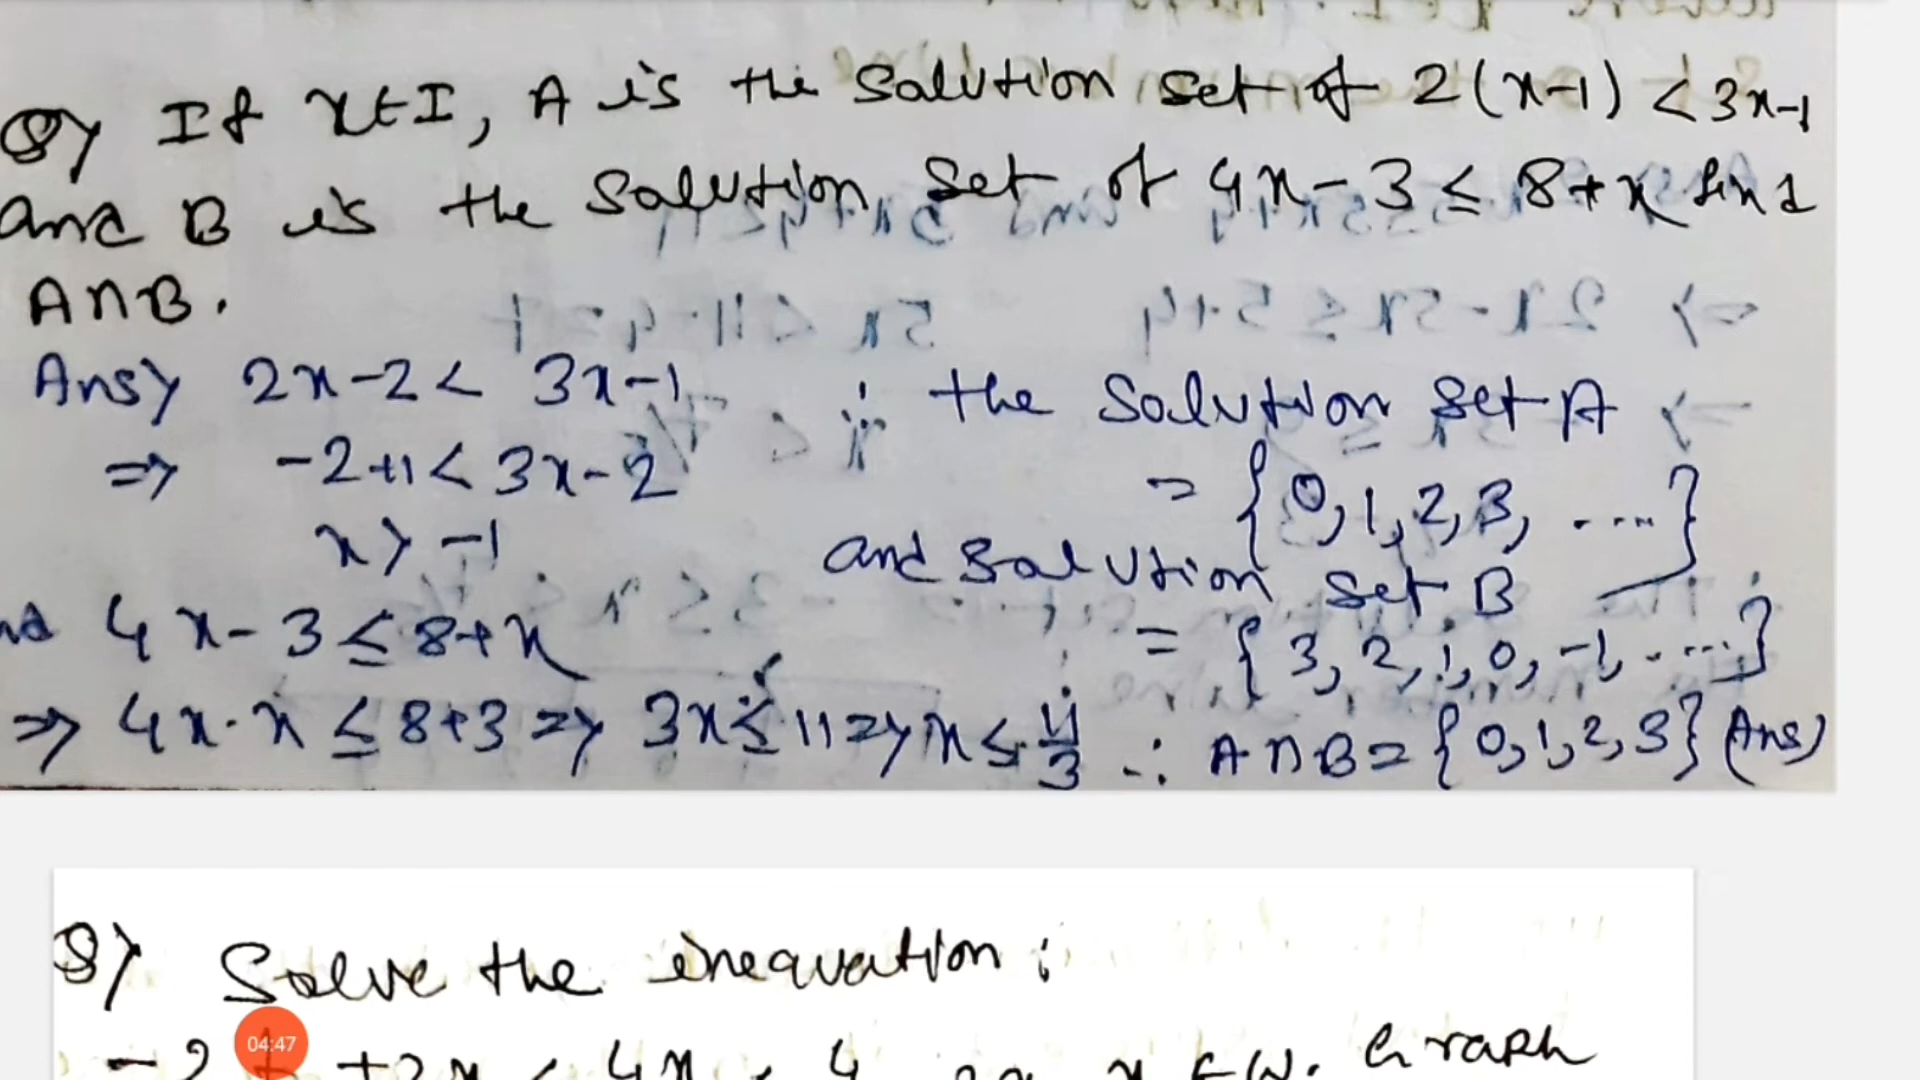 Q) If x∈I, A is the Solution set of 2(x-1) < 3x-1
and B is the Solution Set of 4x-3 ≤ 8+x find
A∩B.
Ans) 2x-2 < 3x-1
⇒ -2+1 < 3x-2
x > -1
4x-3 ≤ 8+x
⇒ 4x-x ≤ 8+3 ⇒ 3x ≤ 11 ⇒ x ≤ 11/3
∴ the Solution set A
= {0, 1, 2, 3, ....}
and Solution set B
= {3, 2, 1, 0, -1, ....}
∴ A∩B = {0, 1, 2, 3} (Ans)
Q) Solve the inequation :
04:47
Graph